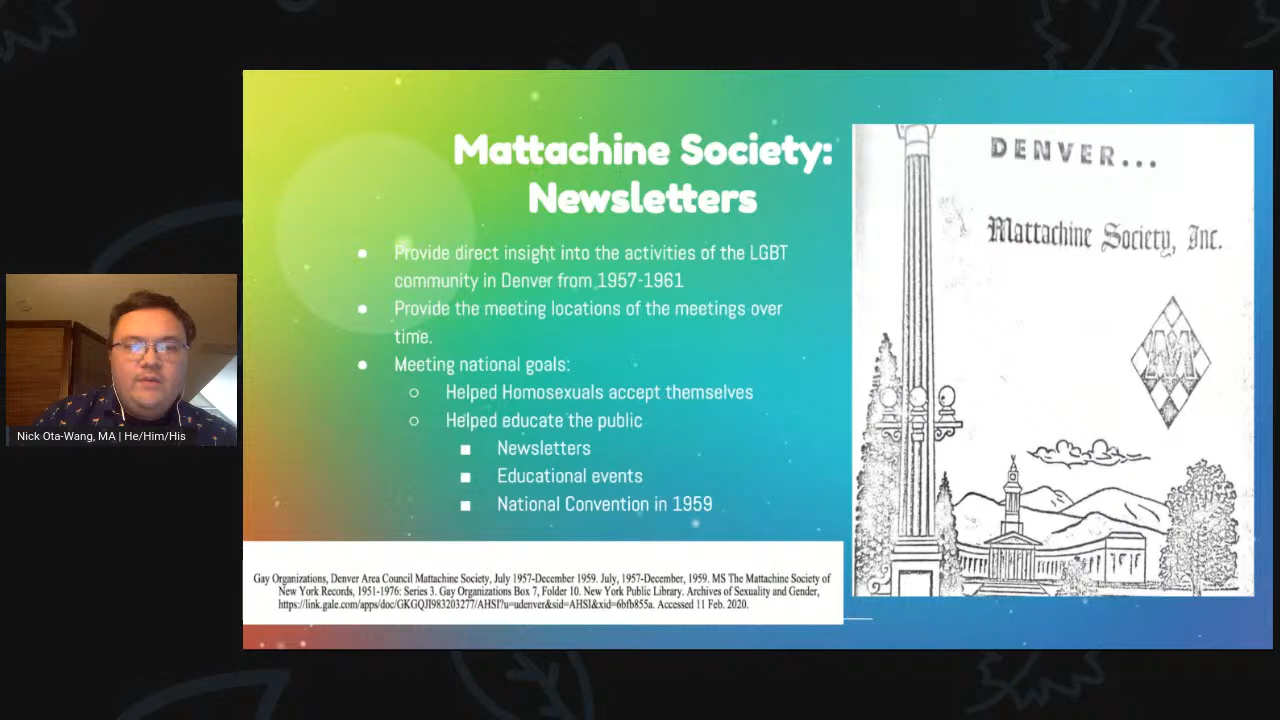 Mattachine Society:
Newsletters
● Provide direct insight into the activities of the LGBT
community in Denver from 1957-1961
● Provide the meeting locations of the meetings over
time.
● Meeting national goals:
○ Helped Homosexuals accept themselves
○ Helped educate the public
■ Newsletters
■ Educational events
■ National Convention in 1959
Gay Organizations, Denver Area Council Mattachine Society, July 1957-December 1959. July, 1957-December, 1959. MS The Mattachine Society of
New York Records, 1951-1976: Series 3. Gay Organizations Box 7, Folder 10. New York Public Library. Archives of Sexuality and Gender,
https://link.gale.com/apps/doc/GKGQJI983203277/AHSI?u=udenver&sid=AHSI&xid=6bfb855a. Accessed 11 Feb. 2020.
DENVER...
Mattachine Society, Inc.
M
Nick Ota-Wang, MA | He/Him/His